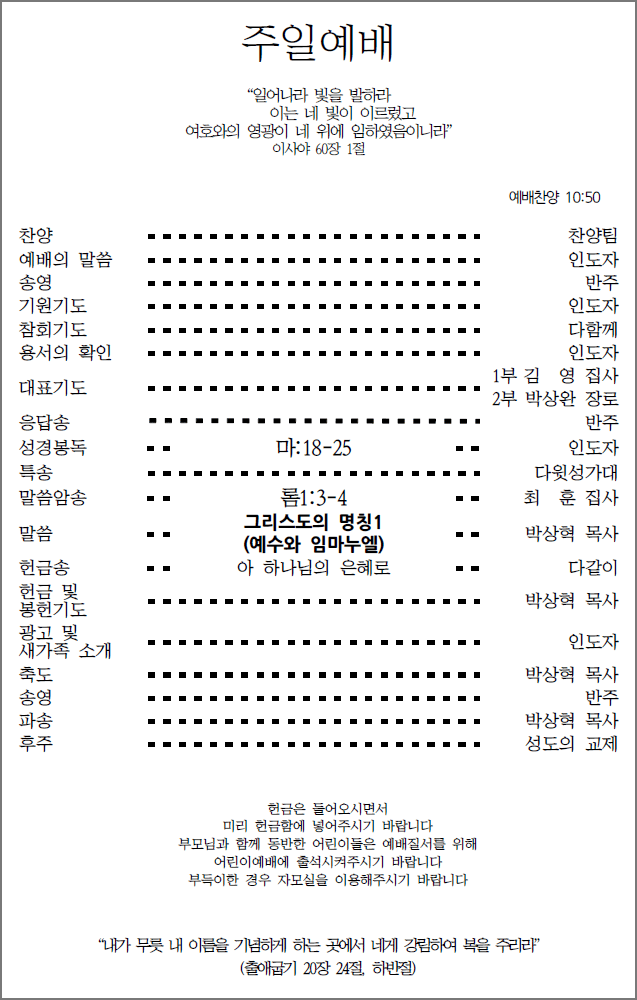 주일예배
“일어나라 빛을 발하라
이는 네 빛이 이르렀고
여호와의 영광이 네 위에 임하였음이니라”
이사야 60장 1절
예배찬양 10:50
찬양 찬양팀
예배의 말씀 인도자
송영 반주
기원기도 인도자
참회기도 다함께
용서의 확인 인도자
대표기도 1부 김 영 집사
2부 박상완 장로
응답송 반주
성경봉독 마:18-25 인도자
특송 다윗성가대
말씀암송 롬1:3-4 최 훈 집사
말씀 그리스도의 명칭1 박상혁 목사
(예수와 임마누엘)
헌금송 아 하나님의 은혜로 다같이
헌금 및
봉헌기도 박상혁 목사
광고 및
새가족 소개 인도자
축도 박상혁 목사
송영 반주
파송 박상혁 목사
후주 성도의 교제
헌금은 들어오시면서
미리 헌금함에 넣어주시기 바랍니다
부모님과 함께 동반한 어린이들은 예배질서를 위해
어린이예배에 출석시켜주시기 바랍니다
부득이한 경우 자모실을 이용해주시기 바랍니다
“내가 무릇 내 이름을 기념하게 하는 곳에서 네게 강림하여 복을 주리라”
(출애굽기 20장 24절, 하반절)